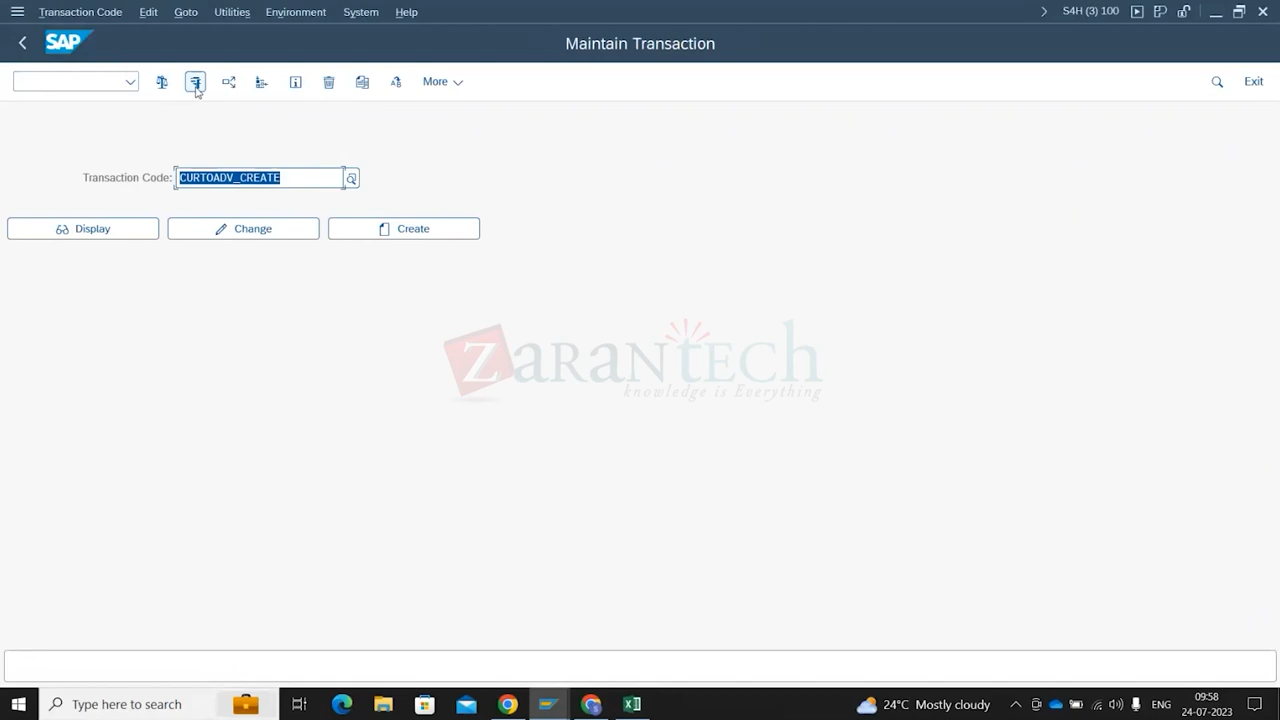 Transaction Code Edit Goto Utilities Environment System Help S4H (3) 100
SAP Maintain Transaction
More Exit
Transaction Code: CURTOADV_CREATE
Display Change Create
ZaranTech
knowledge is Everything
Type here to search 24°C Mostly cloudy ENG 09:58
24-07-2023